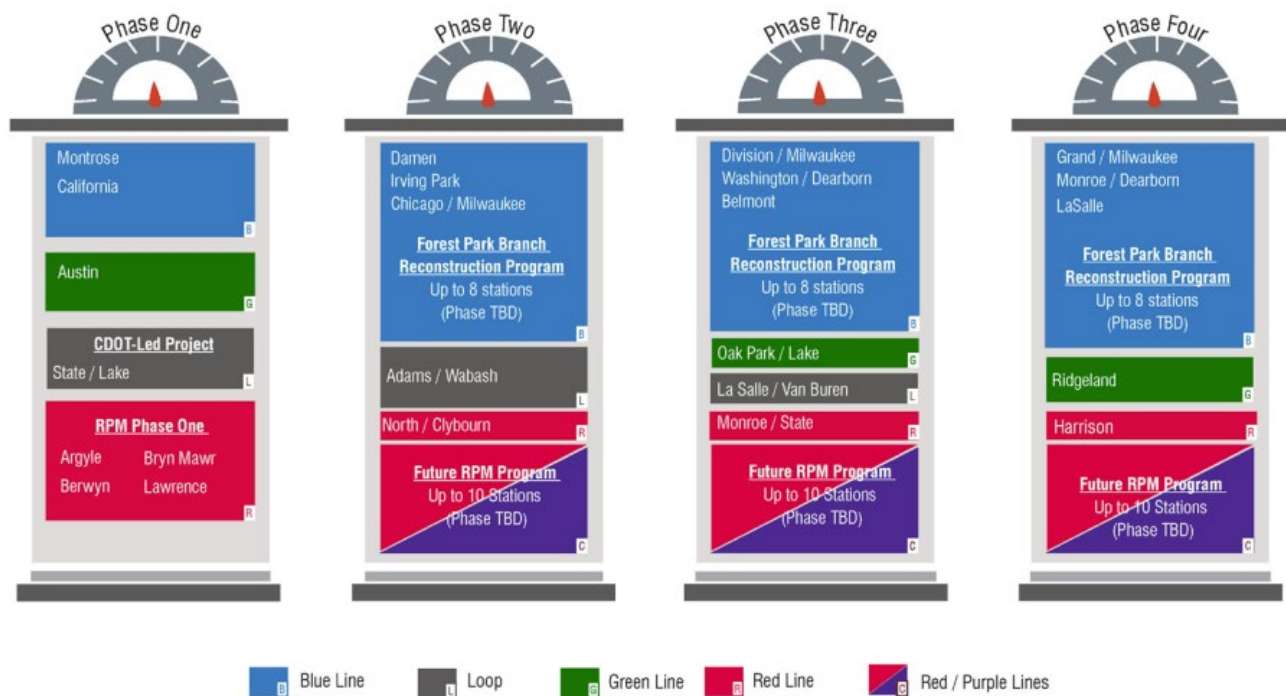 Phase One
Montrose
California
B
Austin
G
CDOT-Led Project
State / Lake
L
RPM Phase One
Argyle Bryn Mawr
Berwyn Lawrence
R
Phase Two
Damen
Irving Park
Chicago / Milwaukee
Forest Park Branch
Reconstruction Program
Up to 8 stations
(Phase TBD)
B
Adams / Wabash
L
North / Clybourn
R
Future RPM Program
Up to 10 Stations
(Phase TBD)
C
Phase Three
Division / Milwaukee
Washington / Dearborn
Belmont
Forest Park Branch
Reconstruction Program
Up to 8 stations
(Phase TBD)
B
Oak Park / Lake
G
La Salle / Van Buren
L
Monroe / State
R
Future RPM Program
Up to 10 Stations
(Phase TBD)
C
Phase Four
Grand / Milwaukee
Monroe / Dearborn
LaSalle
Forest Park Branch
Reconstruction Program
Up to 8 stations
(Phase TBD)
B
Ridgeland
G
Harrison
R
Future RPM Program
Up to 10 Stations
(Phase TBD)
C
B Blue Line L Loop G Green Line R Red Line C Red / Purple Lines